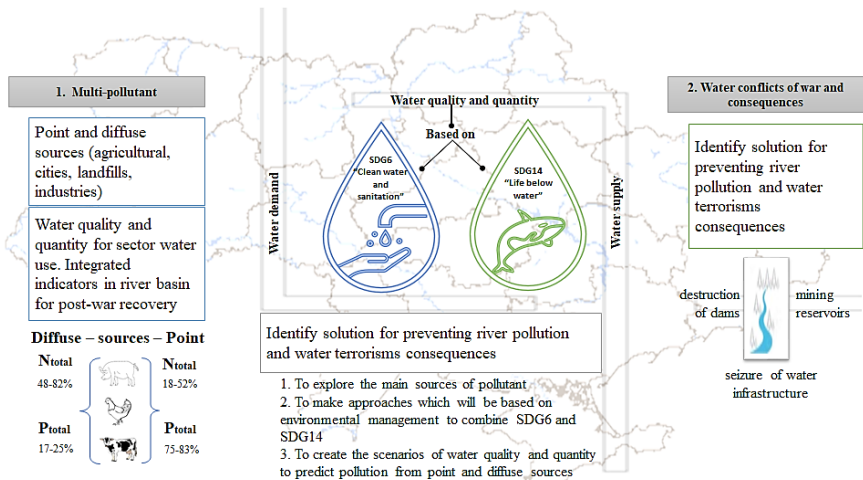 1. Multi-pollutant
Point and diffuse
sources (agricultural,
cities, landfills,
industries)
Water quality and
quantity for sector water
use. Integrated
indicators in river basin
for post-war recovery
Diffuse – sources – Point
Ntotal
48-82%
Ntotal
18-52%
Ptotal
17-25%
Ptotal
75-83%
Water quality and quantity
Based on
Water demand
SDG6
"Clean water
and
sanitation"
SDG14
"Life below
water"
Water supply
Identify solution for preventing river pollution
and water terrorisms consequences
1. To explore the main sources of pollutant
2. To make approaches which will be based on
environmental management to combine SDG6 and
SDG14
3. To create the scenarios of water quality and quantity
to predict pollution from point and diffuse sources
2. Water conflicts of war and
consequences
Identify solution for
preventing river
pollution and water
terrorisms
consequences
destruction
of dams
mining
reservoirs
seizure of water
infrastructure